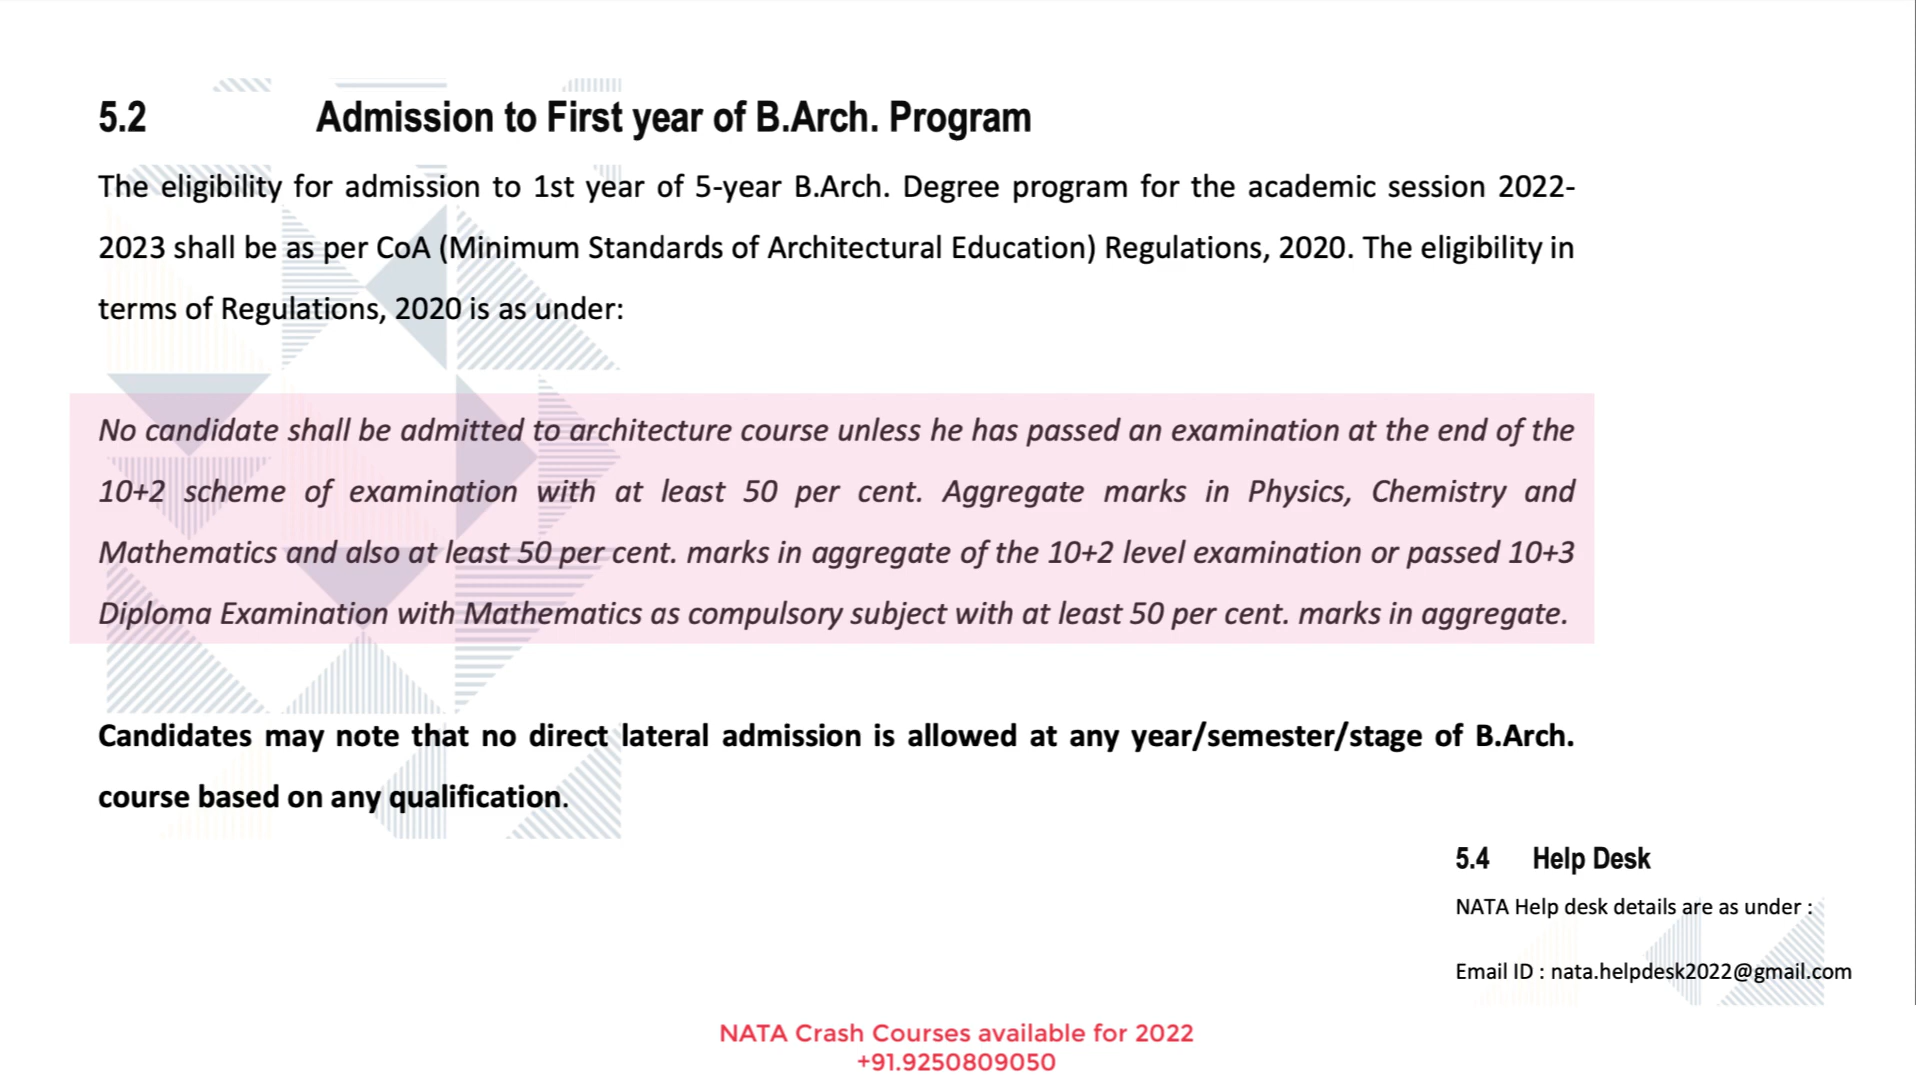 5.2 Admission to First year of B.Arch. Program
The eligibility for admission to 1st year of 5-year B.Arch. Degree program for the academic session 2022-
2023 shall be as per CoA (Minimum Standards of Architectural Education) Regulations, 2020. The eligibility in
terms of Regulations, 2020 is as under:
No candidate shall be admitted to architecture course unless he has passed an examination at the end of the
10+2 scheme of examination with at least 50 per cent. Aggregate marks in Physics, Chemistry and
Mathematics and also at least 50 per cent. marks in aggregate of the 10+2 level examination or passed 10+3
Diploma Examination with Mathematics as compulsory subject with at least 50 per cent. marks in aggregate.
Candidates may note that no direct lateral admission is allowed at any year/semester/stage of B.Arch.
course based on any qualification.
5.4 Help Desk
NATA Help desk details are as under :
Email ID : nata.helpdesk2022@gmail.com
NATA Crash Courses available for 2022
+91.9250809050